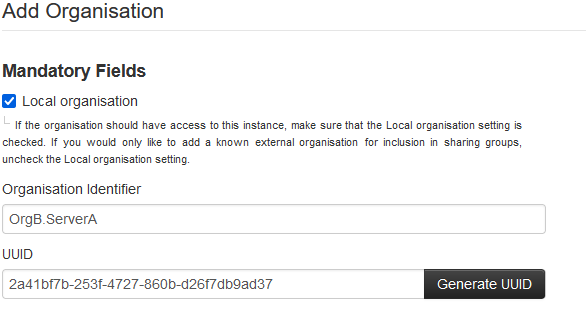 Add Organisation
Mandatory Fields
Local organisation
If the organisation should have access to this instance, make sure that the Local organisation setting is
checked. If you would only like to add a known external organisation for inclusion in sharing groups,
uncheck the Local organisation setting.
Organisation Identifier
OrgB.ServerA
UUID
2a41bf7b-253f-4727-860b-d26f7db9ad37 Generate UUID